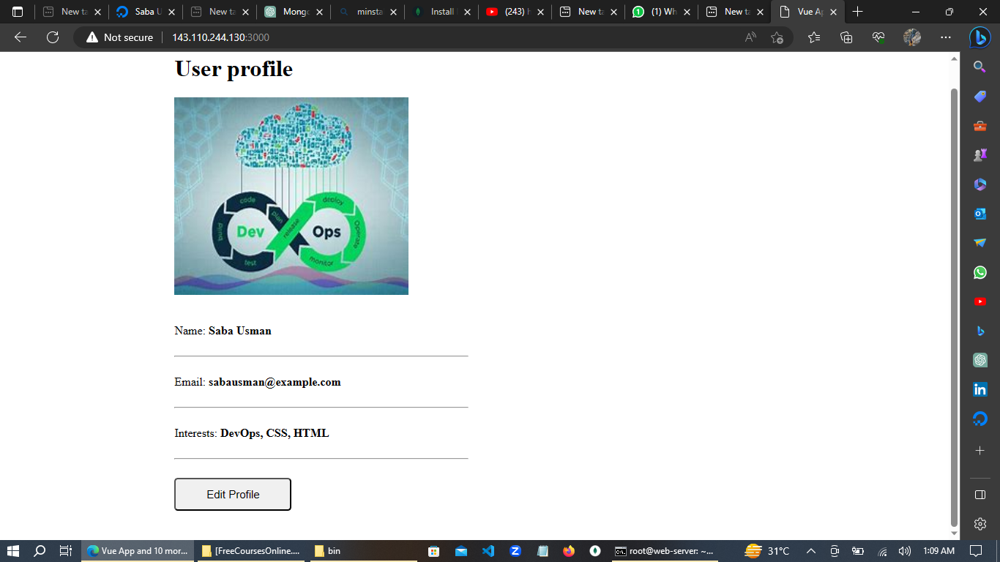 New ta
Saba U
New ta
Mongo
minsta
Install
(243) h
New ta
(1) Wh
New ta
Vue Ap
Not secure
143.110.244.130:3000
User profile
code
plan
build
test
release
deploy
Operate
monitor
Dev
Ops
Name: Saba Usman
Email: sabausman@example.com
Interests: DevOps, CSS, HTML
Edit Profile
Vue App and 10 mor...
[FreeCoursesOnline....
bin
root@web-server: ~...
31°C
1:09 AM